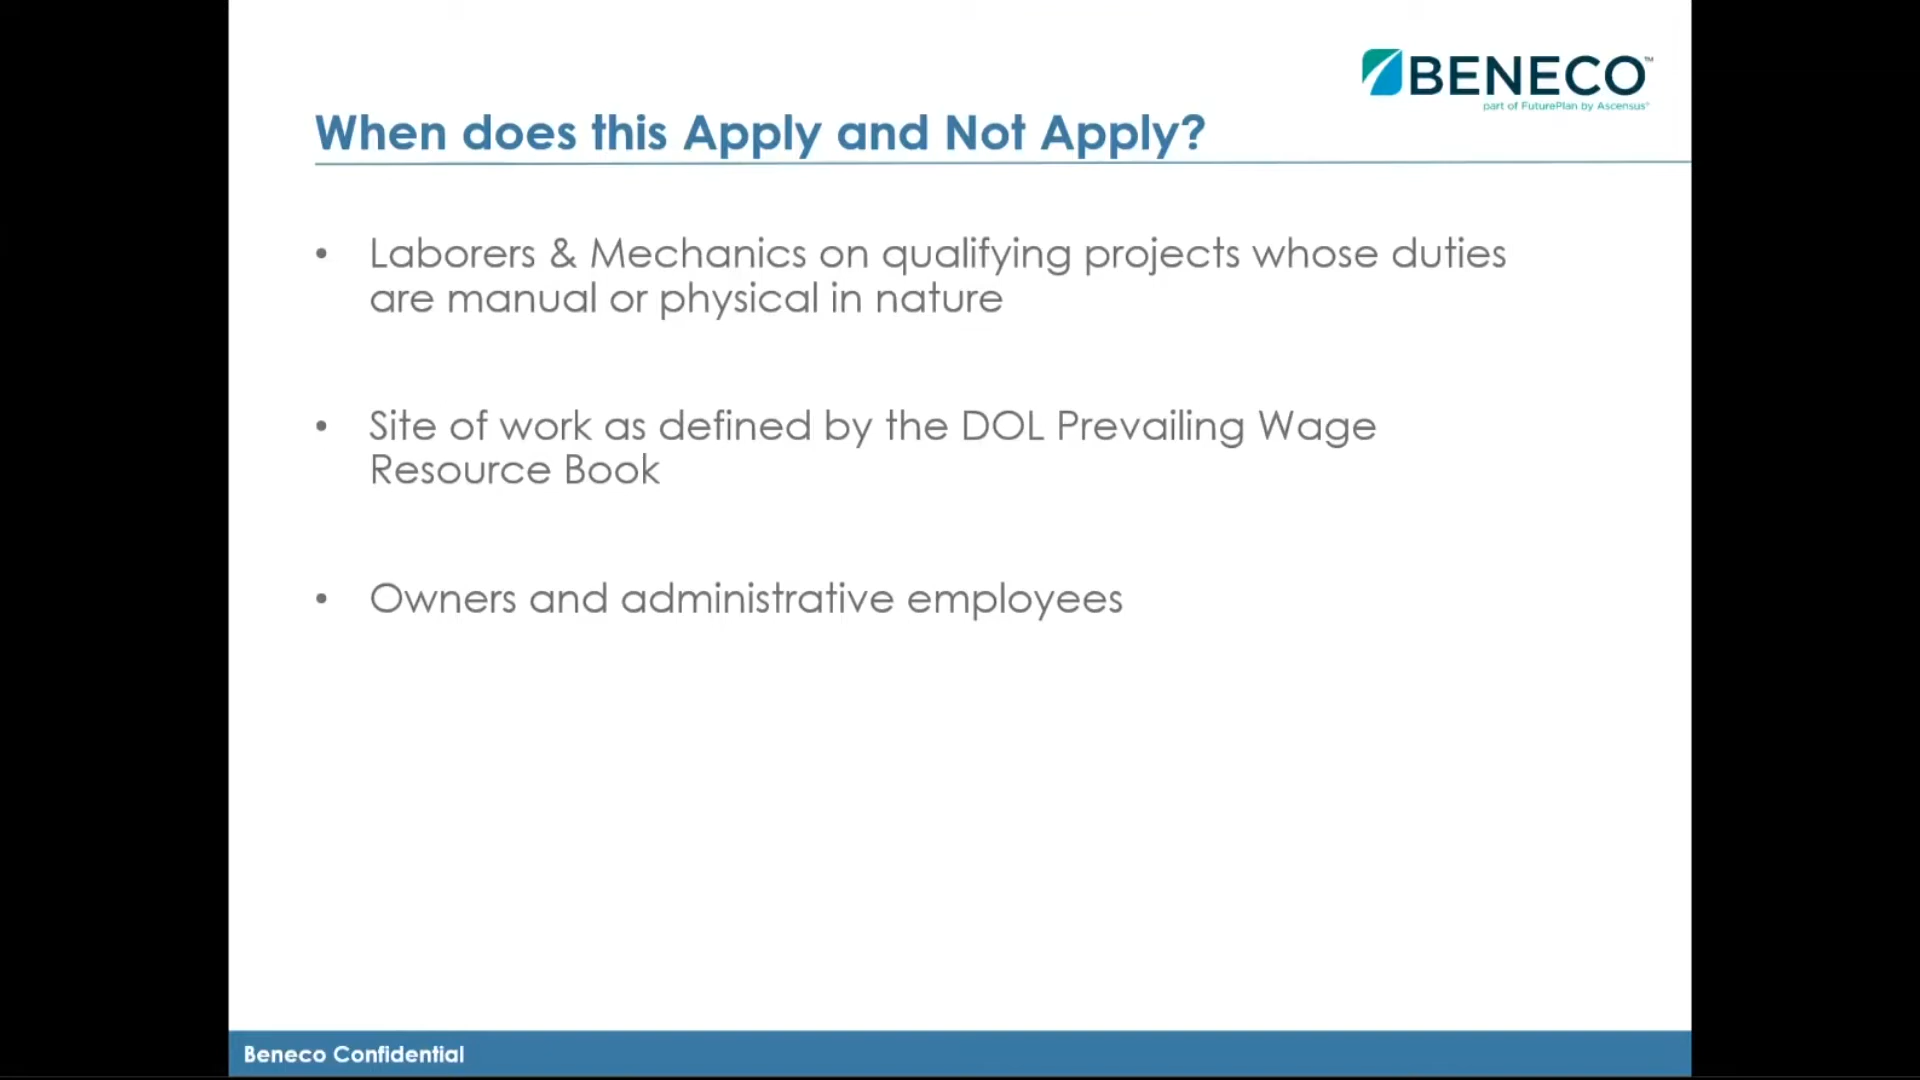 BENECO™
part of FuturePlan by Ascensus®
When does this Apply and Not Apply?
• Laborers & Mechanics on qualifying projects whose duties
are manual or physical in nature
• Site of work as defined by the DOL Prevailing Wage
Resource Book
• Owners and administrative employees
Beneco Confidential